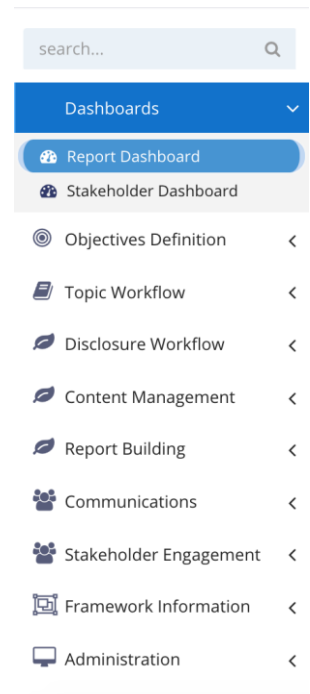 search...
Dashboards
Report Dashboard
Stakeholder Dashboard
Objectives Definition
Topic Workflow
Disclosure Workflow
Content Management
Report Building
Communications
Stakeholder Engagement
Framework Information
Administration